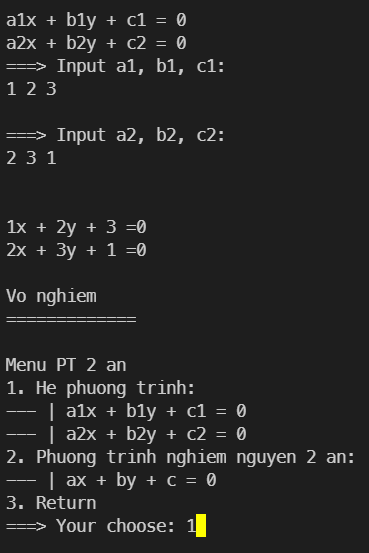 a1x + b1y + c1 = 0
a2x + b2y + c2 = 0
===> Input a1, b1, c1:
1 2 3
===> Input a2, b2, c2:
2 3 1
1x + 2y + 3 =0
2x + 3y + 1 =0
Vo nghiem
=============
Menu PT 2 an
1. He phuong trinh:
--- | a1x + b1y + c1 = 0
--- | a2x + b2y + c2 = 0
2. Phuong trinh nghiem nguyen 2 an:
--- | ax + by + c = 0
3. Return
===> Your choose: 1